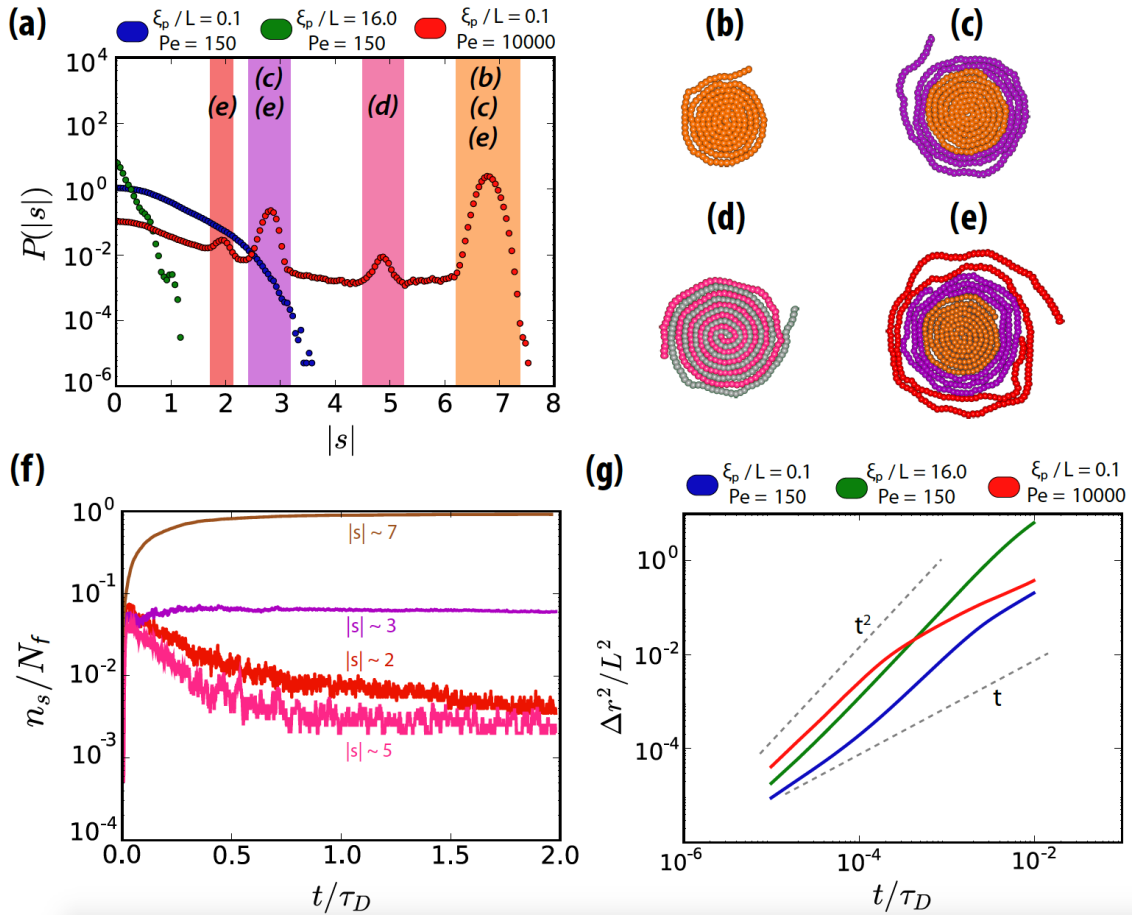 (a)
ξp / L = 0.1 ξp / L = 16.0 ξp / L = 0.1
Pe = 150 Pe = 150 Pe = 10000
10^4
10^2
10^0
10^-2
10^-4
10^-6
P(|s|)
(e)
(c)
(e)
(d)
(b)
(c)
(e)
0 1 2 3 4 5 6 7 8
|s|
(b)
(c)
(d)
(e)
(f)
10^0
10^-1
10^-2
10^-3
10^-4
n_s/N_f
|s| ~ 7
|s| ~ 3
|s| ~ 2
|s| ~ 5
0.0 0.5 1.0 1.5 2.0
t/τ_D
(g)
ξp / L = 0.1 ξp / L = 16.0 ξp / L = 0.1
Pe = 150 Pe = 150 Pe = 10000
10^0
10^-2
10^-4
Δr^2/L^2
t^2
t
10^-6 10^-4 10^-2
t/τ_D